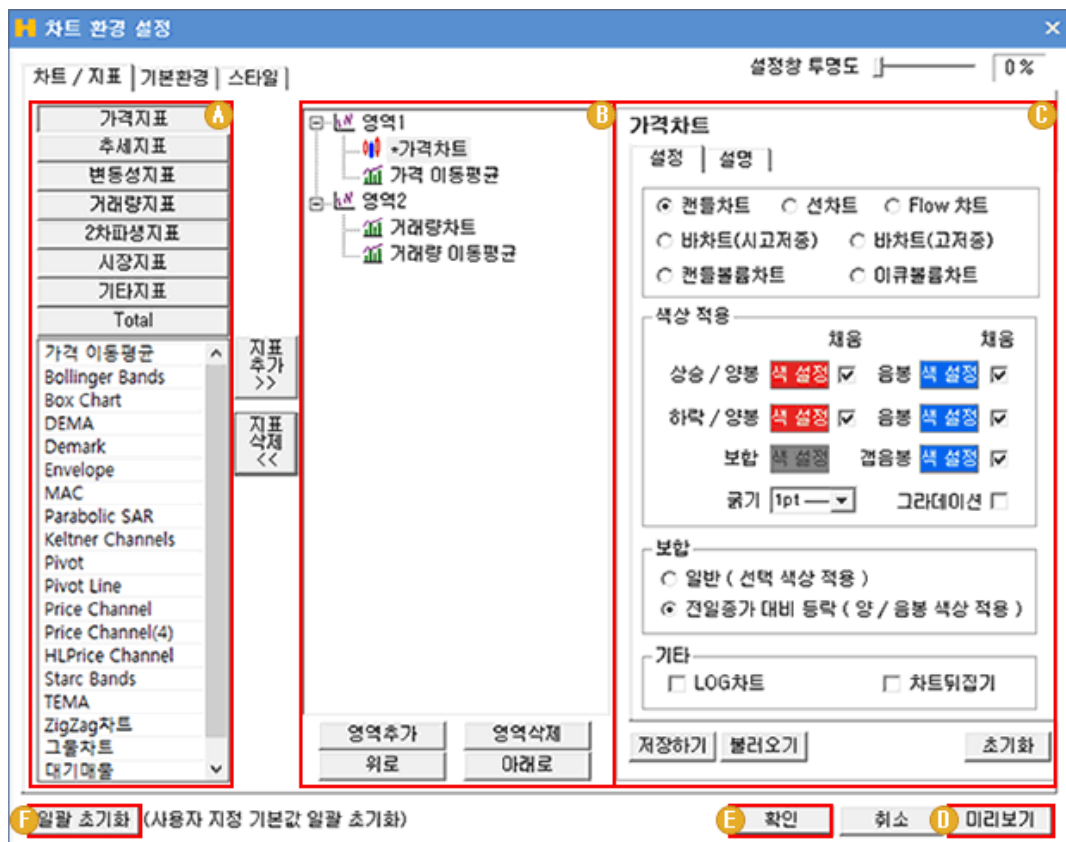 H 차트 환경 설정
차트 / 지표 기본환경 스타일 설정창 투명도 0 %
A
가격지표
추세지표
변동성지표
거래량지표
2차파생지표
시장지표
기타지표
Total
가격 이동평균
Bollinger Bands
Box Chart
DEMA
Demark
Envelope
MAC
Parabolic SAR
Keltner Channels
Pivot
Pivot Line
Price Channel
Price Channel(4)
HLPrice Channel
Starc Bands
TEMA
ZigZag차트
그물차트
대기매물
지표
추가
>>
지표
삭제
<<
B
영역1
*가격차트
가격 이동평균
영역2
거래량차트
거래량 이동평균
영역추가 영역삭제
위로 아래로
C
가격차트
설정 설명
캔들차트 선차트 Flow 챠트
바챠트(시고저종) 바챠트(고저종)
캔들볼륨차트 이큐볼륨차트
색상 적용
채움 채움
상승 / 양봉 색 설정 음봉 색 설정
하락 / 양봉 색 설정 음봉 색 설정
보합 색 설정 갭음봉 색 설정
굵기 1pt 그라데이션
보합
일반 ( 선택 색상 적용 )
전일종가 대비 등락 ( 양 / 음봉 색상 적용 )
기타
LOG차트 차트뒤집기
저장하기 불러오기 초기화
F 일괄 초기화 (사용자 지정 기본값 일괄 초기화) E 확인 취소 D 미리보기